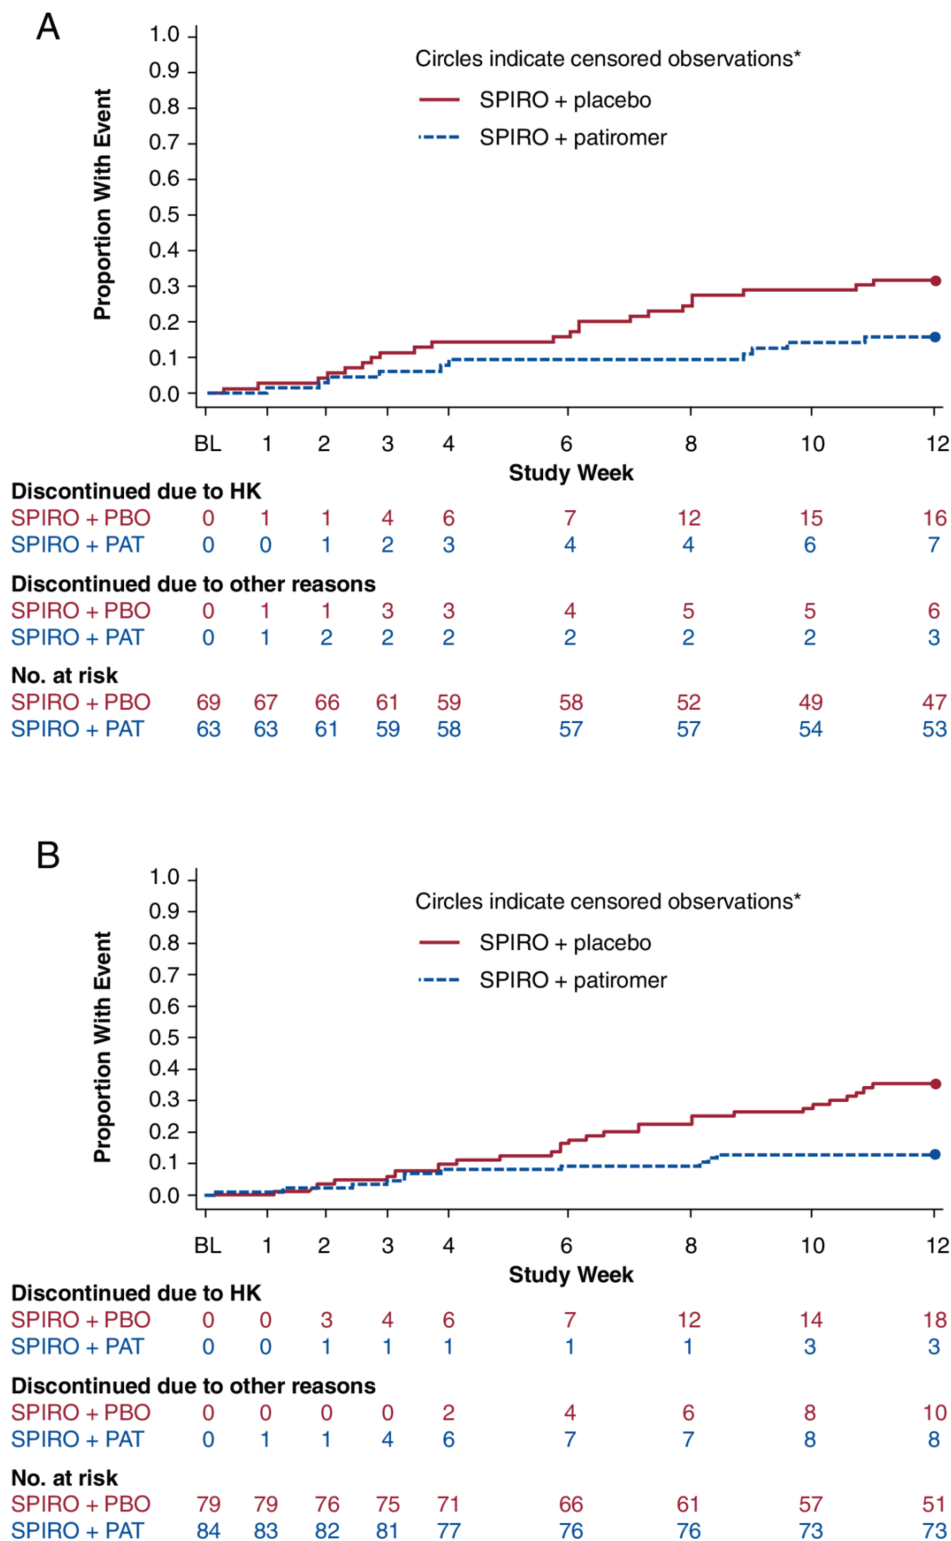 A
1.0
0.9
0.8
0.7
0.6
0.5
0.4
0.3
0.2
0.1
0.0
Proportion With Event
Circles indicate censored observations*
SPIRO + placebo
SPIRO + patiromer
BL 1 2 3 4 6 8 10 12
Study Week
Discontinued due to HK
SPIRO + PBO 0 1 1 4 6 7 12 15 16
SPIRO + PAT 0 0 1 2 3 4 4 6 7
Discontinued due to other reasons
SPIRO + PBO 0 1 1 3 3 4 5 5 6
SPIRO + PAT 0 1 2 2 2 2 2 2 3
No. at risk
SPIRO + PBO 69 67 66 61 59 58 52 49 47
SPIRO + PAT 63 63 61 59 58 57 57 54 53
B
1.0
0.9
0.8
0.7
0.6
0.5
0.4
0.3
0.2
0.1
0.0
Proportion With Event
Circles indicate censored observations*
SPIRO + placebo
SPIRO + patiromer
BL 1 2 3 4 6 8 10 12
Study Week
Discontinued due to HK
SPIRO + PBO 0 0 3 4 6 7 12 14 18
SPIRO + PAT 0 0 1 1 1 1 1 3 3
Discontinued due to other reasons
SPIRO + PBO 0 0 0 0 2 4 6 8 10
SPIRO + PAT 0 1 1 4 6 7 7 8 8
No. at risk
SPIRO + PBO 79 79 76 75 71 66 61 57 51
SPIRO + PAT 84 83 82 81 77 76 76 73 73